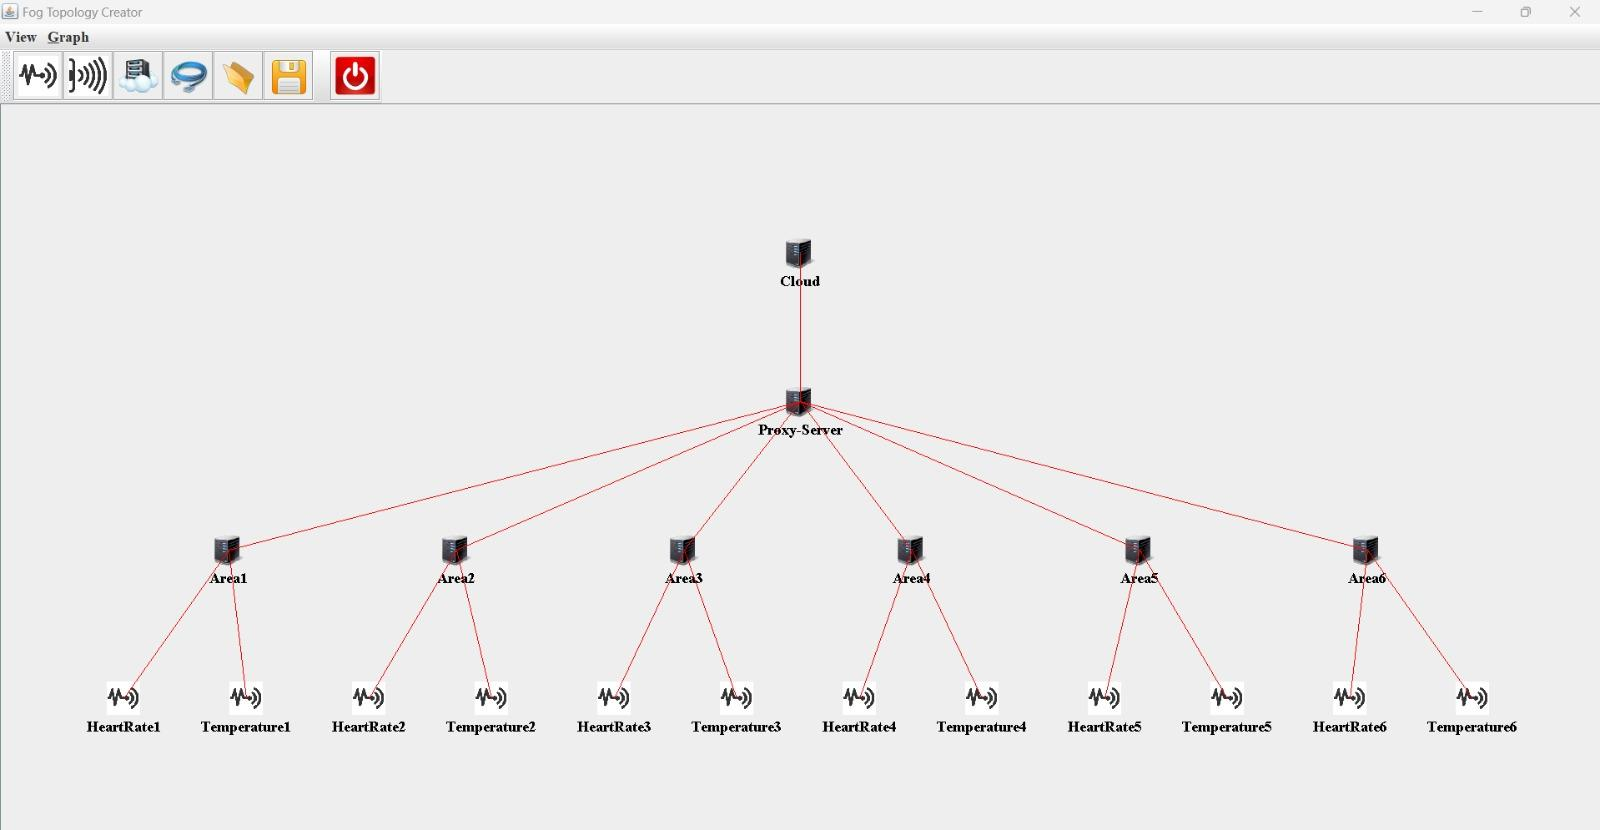 Fog Topology Creator
View Graph
Cloud
Proxy-Server
Area1 Area2 Area3 Area4 Area5 Area6
HeartRate1 Temperature1 HeartRate2 Temperature2 HeartRate3 Temperature3 HeartRate4 Temperature4 HeartRate5 Temperature5 HeartRate6 Temperature6